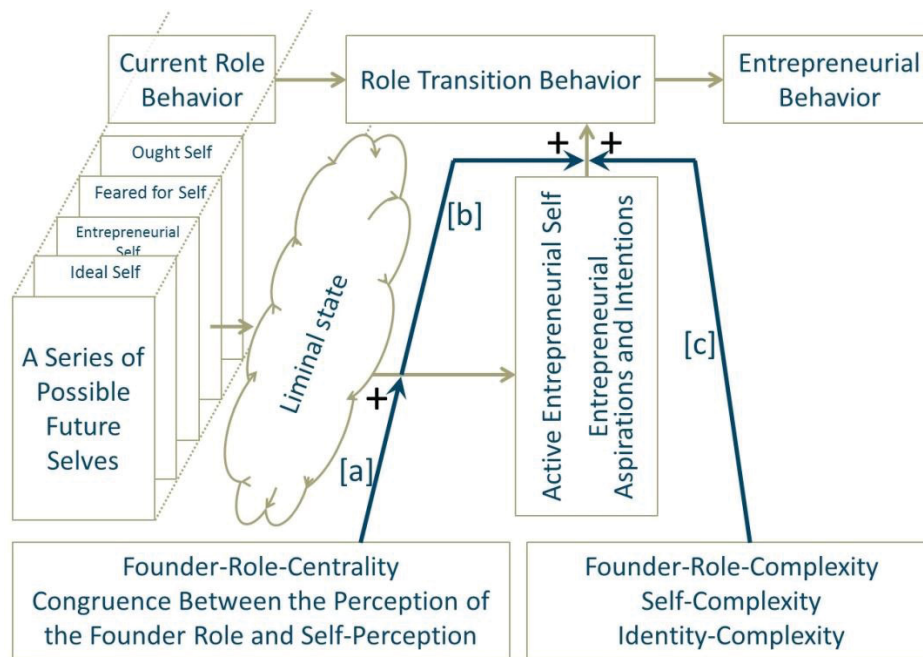 Current Role
Behavior
Role Transition Behavior
Entrepreneurial
Behavior
Ought Self
Feared for Self
Entrepreneurial
Self
Ideal Self
A Series of
Possible
Future
Selves
Liminal state
+
[a]
[b]
+
+
Active Entrepreneurial Self
Entrepreneurial
Aspirations and Intentions
[c]
Founder-Role-Centrality
Congruence Between the Perception of
the Founder Role and Self-Perception
Founder-Role-Complexity
Self-Complexity
Identity-Complexity